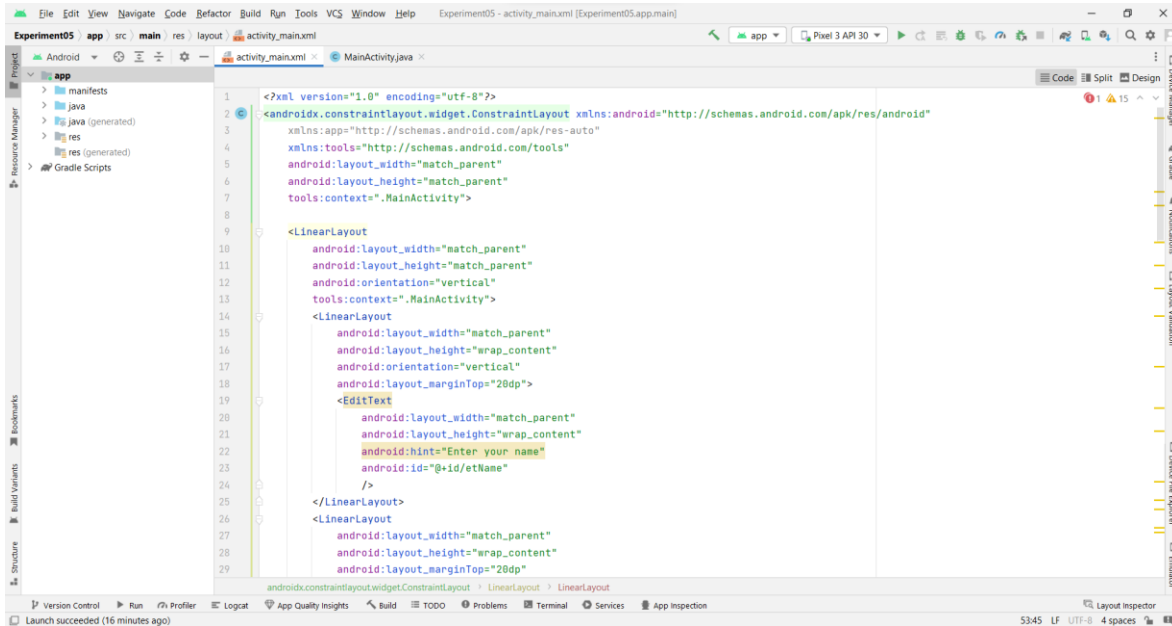 File Edit View Navigate Code Refactor Build Run Tools VCS Window Help Experiment05 - activity_main.xml [Experiment05.app.main]
Experiment05 app src main res layout activity_main.xml
app Pixel 3 API 30
Android
activity_main.xml MainActivity.java
Code Split Design
Project
Resource Manager
Bookmarks
Build Variants
Structure
app
manifests
java
java (generated)
res
res (generated)
Gradle Scripts
1 15
1 <?xml version="1.0" encoding="utf-8"?>
2 <androidx.constraintlayout.widget.ConstraintLayout xmlns:android="http://schemas.android.com/apk/res/android"
3 xmlns:app="http://schemas.android.com/apk/res-auto"
4 xmlns:tools="http://schemas.android.com/tools"
5 android:layout_width="match_parent"
6 android:layout_height="match_parent"
7 tools:context=".MainActivity">
8
9 <LinearLayout
10 android:layout_width="match_parent"
11 android:layout_height="match_parent"
12 android:orientation="vertical"
13 tools:context=".MainActivity">
14 <LinearLayout
15 android:layout_width="match_parent"
16 android:layout_height="wrap_content"
17 android:orientation="vertical"
18 android:layout_marginTop="20dp">
19 <EditText
20 android:layout_width="match_parent"
21 android:layout_height="wrap_content"
22 android:hint="Enter your name"
23 android:id="@+id/etName"
24 />
25 </LinearLayout>
26 <LinearLayout
27 android:layout_width="match_parent"
28 android:layout_height="wrap_content"
29 android:layout_marginTop="20dp"
androidx.constraintlayout.widget.ConstraintLayout LinearLayout LinearLayout
Version Control Run Profiler Logcat App Quality Insights Build TODO Problems Terminal Services App Inspection Layout Inspector
Launch succeeded (16 minutes ago) 53:45 LF UTF-8 4 spaces